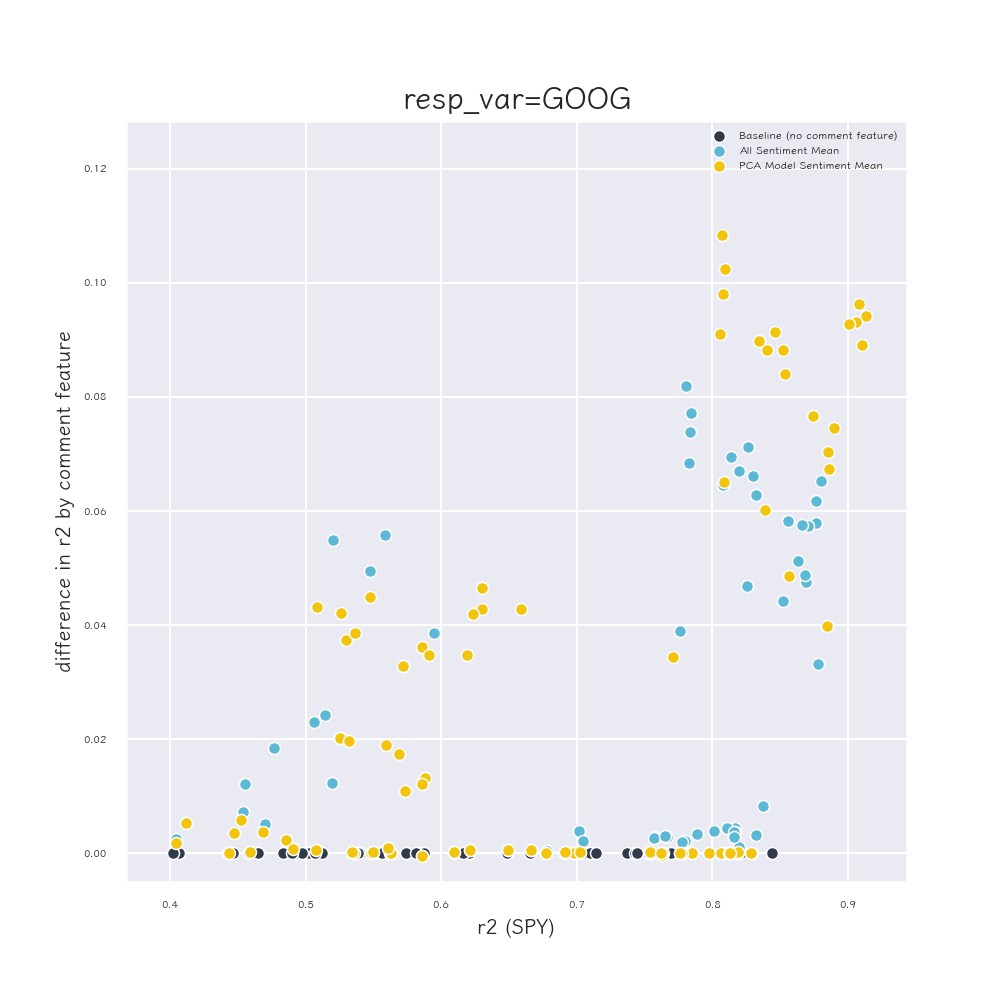 resp_var=GOOG
Baseline (no comment feature)
All Sentiment Mean
PCA Model Sentiment Mean
0.12
0.10
0.08
0.06
0.04
0.02
0.00
difference in r2 by comment feature
0.4 0.5 0.6 0.7 0.8 0.9
r2 (SPY)